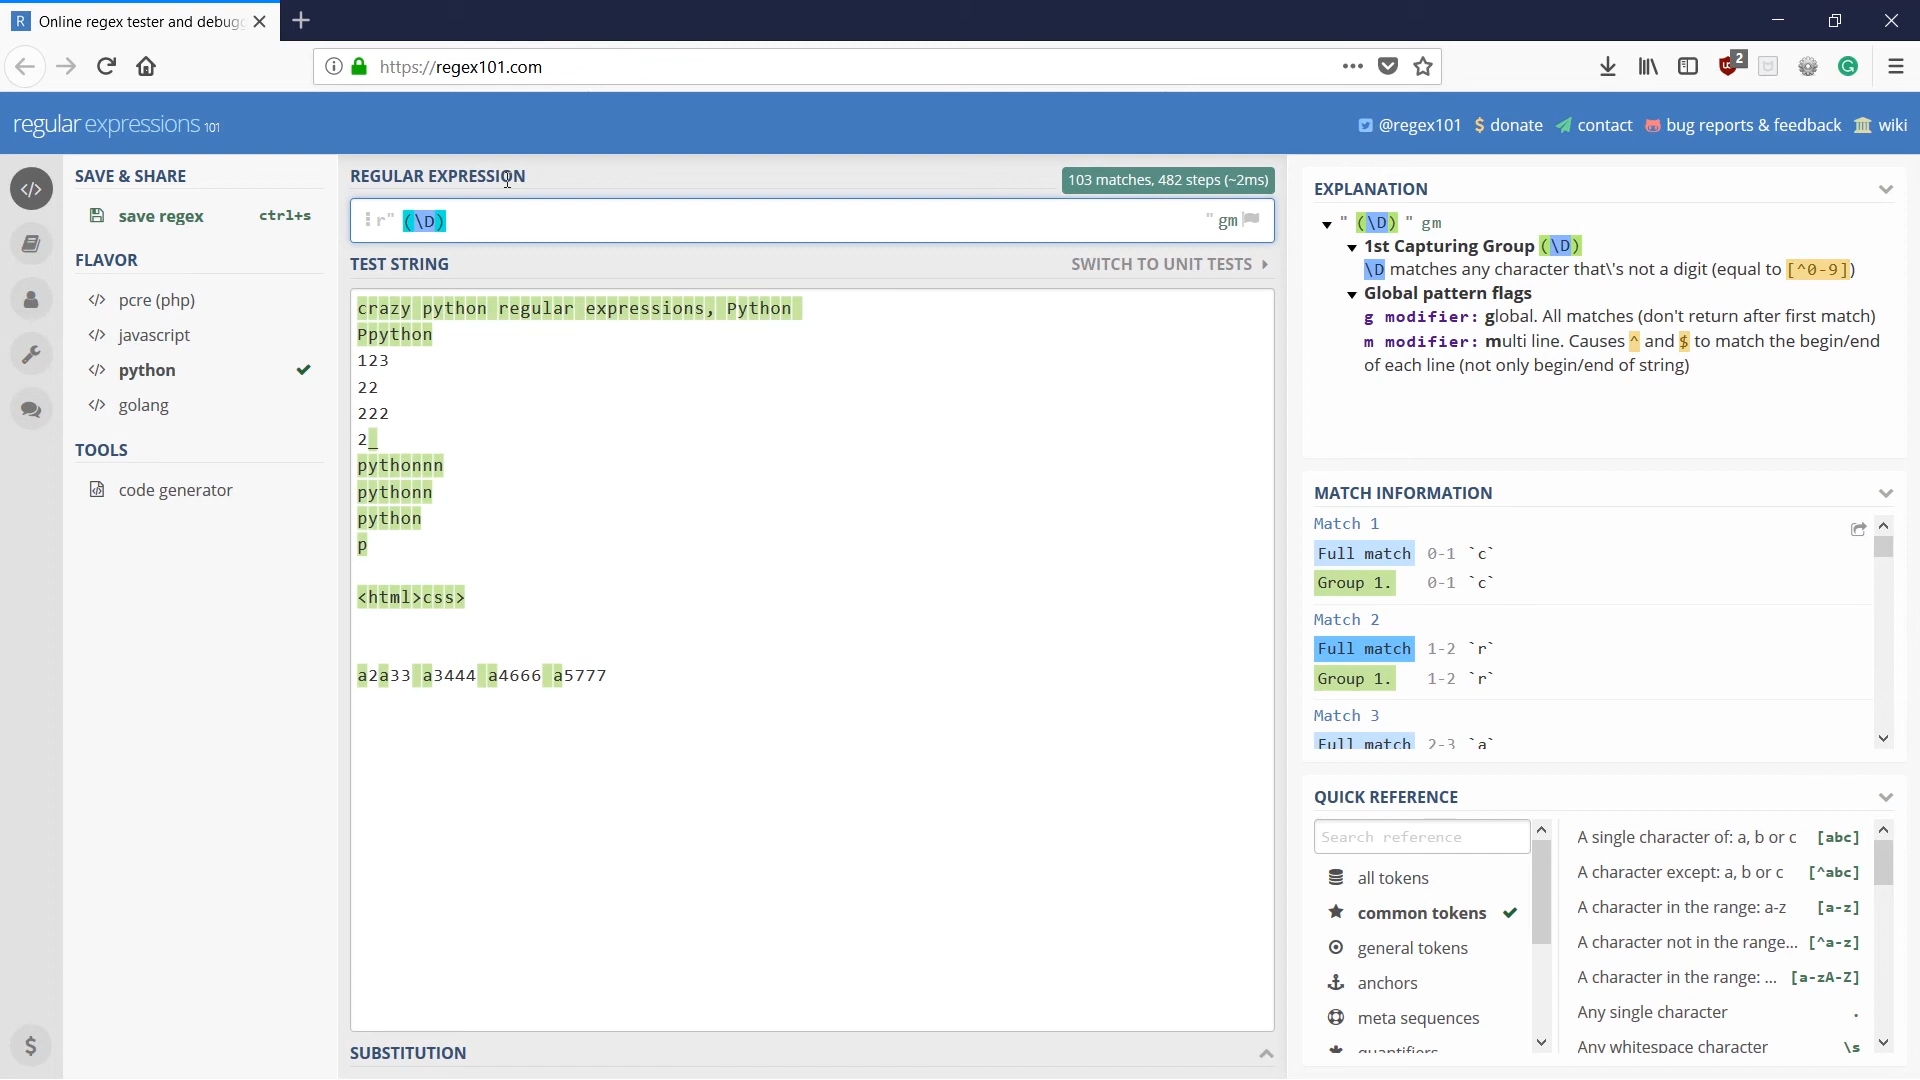 R Online regex tester and debugg
https://regex101.com
2
regular expressions 101
@regex101 $ donate contact bug reports & feedback wiki
SAVE & SHARE
save regex ctrl+s
FLAVOR
</> pcre (php)
</> javascript
</> python
</> golang
TOOLS
code generator
$
REGULAR EXPRESSION
103 matches, 482 steps (~2ms)
r" (\D) " gm
TEST STRING
SWITCH TO UNIT TESTS
crazy python regular expressions, Python
Ppython
123
22
222
2_
pythonnn
pythonn
python
p
<html>css>
a2a33 a3444 a4666 a5777
SUBSTITUTION
EXPLANATION
" (\D) " gm
1st Capturing Group (\D)
\D matches any character that\'s not a digit (equal to [^0-9])
Global pattern flags
g modifier: global. All matches (don't return after first match)
m modifier: multi line. Causes ^ and $ to match the begin/end
of each line (not only begin/end of string)
MATCH INFORMATION
Match 1
Full match 0-1 `c`
Group 1. 0-1 `c`
Match 2
Full match 1-2 `r`
Group 1. 1-2 `r`
Match 3
Full match 2-3 `a`
QUICK REFERENCE
Search reference
all tokens
common tokens
general tokens
anchors
meta sequences
quantifiers
A single character of: a, b or c [abc]
A character except: a, b or c [^abc]
A character in the range: a-z [a-z]
A character not in the range... [^a-z]
A character in the range: ... [a-zA-Z]
Any single character .
Any whitespace character \s